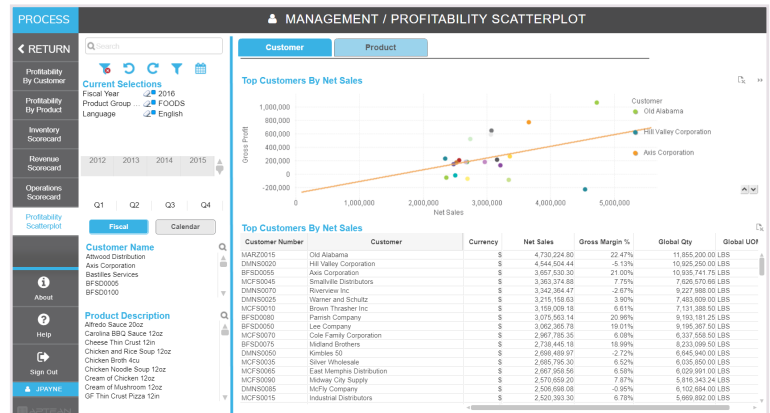 PROCESS
MANAGEMENT / PROFITABILITY SCATTERPLOT
RETURN
Search
Customer
Product
Profitability
By Customer
Current Selections
Fiscal Year 2016
Product Group ... FOODS
Language English
Top Customers By Net Sales
Profitability
By Product
Inventory
Scorecard
Revenue
Scorecard
Operations
Scorecard
Profitability
Scatterplot
2012 2013 2014 2015
Q1 Q2 Q3 Q4
Fiscal
Calendar
Gross Profit
1,000,000
800,000
600,000
400,000
200,000
0
-200,000
0 1,000,000 2,000,000 3,000,000 4,000,000 5,000,000
Net Sales
Customer
Old Alabama
Hill Valley Corporation
Axis Corporation
Customer Name
Attwood Distribution
Axis Corporation
Bastilles Services
BFSD0005
BFSD0100
Product Description
Alfredo Sauce 20oz
Carolina BBQ Sauce 12oz
Cheese Thin Crust 12in
Chicken and Rice Soup 12oz
Chicken Broth 4cu
Chicken Noodle Soup 12oz
Cream of Chicken 12oz
Cream of Mushroom 12oz
GF Thin Crust Pizza 12in
About
Help
Sign Out
JPAYNE
APTEAN
Top Customers By Net Sales
Customer Number Customer Currency Net Sales Gross Margin % Global Qty Global UOM
MARZ0015 Old Alabama $ 4,730,224.80 22.47% 11,855,200.00 LBS
DMNS0020 Hill Valley Corporation $ 4,544,504.44 -5.13% 10,925,250.00 LBS
BFSD0055 Axis Corporation $ 3,657,530.30 21.00% 10,935,741.75 LBS
MCFS0045 Smallville Distributors $ 3,363,374.88 7.75% 7,626,570.66 LBS
DMNS0070 Riverview Inc $ 3,342,364.47 -2.67% 9,227,988.00 LBS
DMNS0025 Warner and Schultz $ 3,215,158.63 3.90% 7,483,609.00 LBS
MCFS0010 Brown Thrasher Inc $ 3,159,009.18 6.61% 7,131,388.50 LBS
BFSD0080 Parrish Company $ 3,075,563.14 20.96% 9,193,181.25 LBS
BFSD0050 Lee Company $ 3,062,365.78 19.01% 9,195,367.50 LBS
MCFS0070 Cole Family Corporation $ 2,967,785.35 6.08% 6,337,558.50 LBS
BFSD0075 Midland Brothers $ 2,738,445.18 18.99% 8,233,099.50 LBS
DMNS0050 Kimbles 50 $ 2,698,489.97 -2.72% 6,645,940.00 LBS
MCFS0035 Silver Wholesale $ 2,685,795.30 6.52% 6,035,850.00 LBS
MCFS0065 East Memphis Distribution $ 2,667,958.56 6.58% 6,029,991.00 LBS
MCFS0090 Midway City Supply $ 2,570,659.20 7.87% 5,816,343.24 LBS
DMNS0085 McFly Company $ 2,506,698.08 -0.95% 6,102,684.00 LBS
MCFS0015 Industrial Distributors $ 2,520,393.30 6.78% 5,669,892.00 LBS